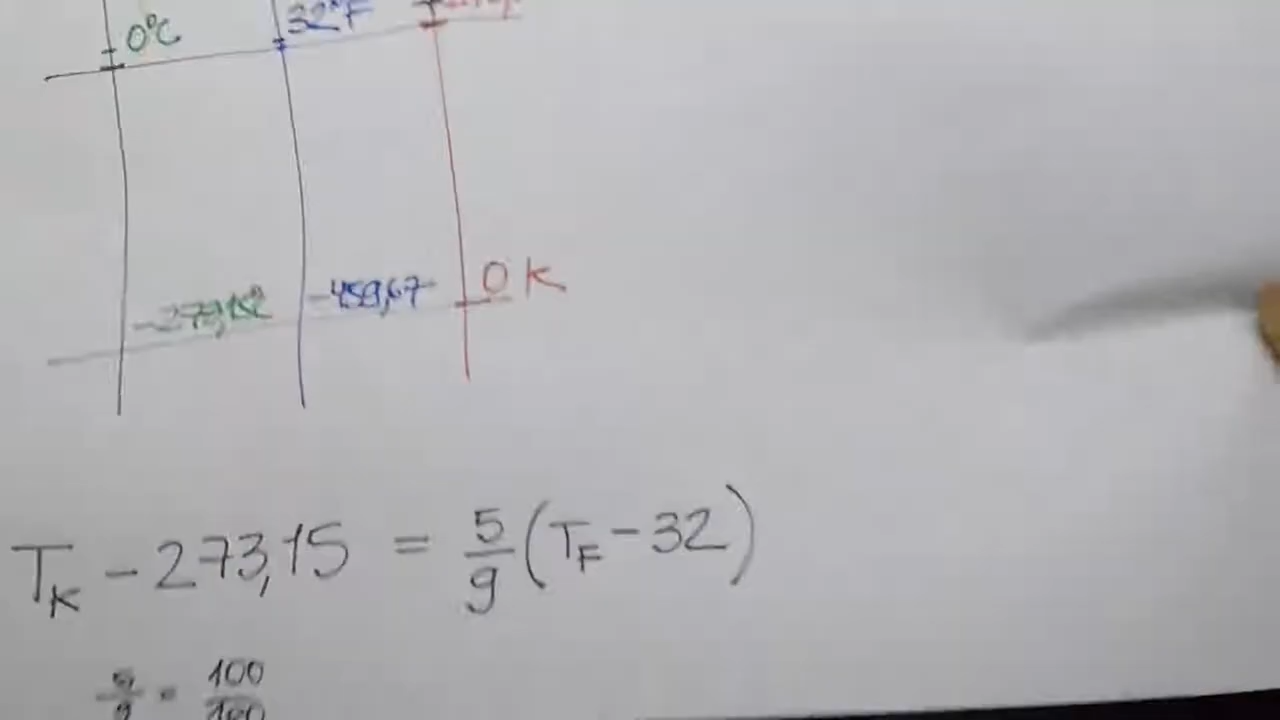 0°C 32°F
-273,15° -459,67 0 K
T_K - 273,15 = 5/9 (T_F - 32)
5/9 = 100/180